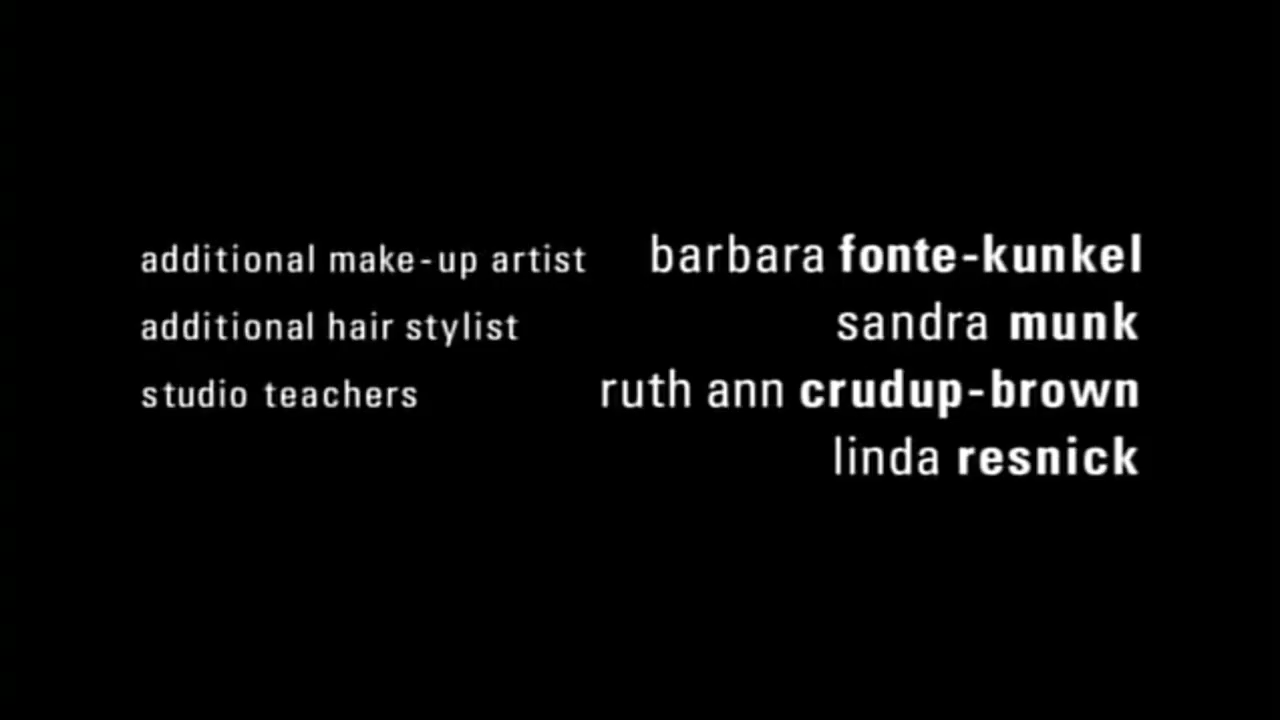 additional make-up artist barbara fonte-kunkel
additional hair stylist sandra munk
studio teachers ruth ann crudup-brown
linda resnick